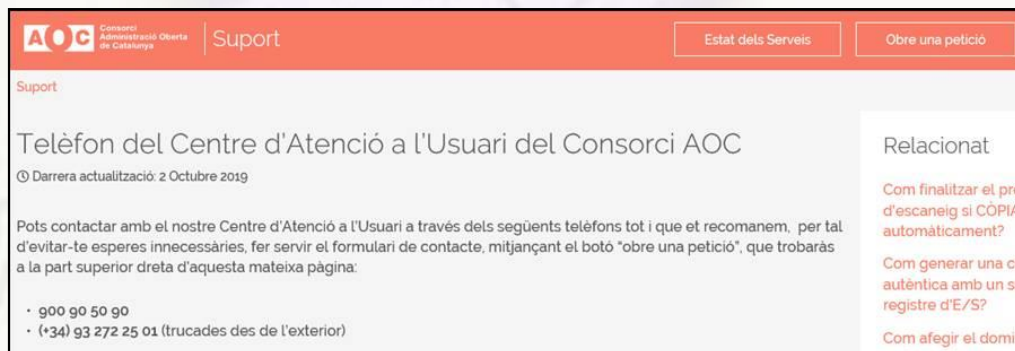 AOC
Consorci
Administració Oberta
de Catalunya
Suport
Estat dels Serveis
Obre una petició
Suport
Telèfon del Centre d'Atenció a l'Usuari del Consorci AOC
Darrera actualització: 2 Octubre 2019
Pots contactar amb el nostre Centre d'Atenció a l'Usuari a través dels següents telèfons tot i que et recomanem, per tal
d'evitar-te esperes innecessàries, fer servir el formulari de contacte, mitjançant el botó "obre una petició", que trobaràs
a la part superior dreta d'aquesta mateixa pàgina:
• 900 90 50 90
• (+34) 93 272 25 01 (trucades des de l'exterior)
Relacionat
Com finalitzar el
d'escaneig si CÒPIA
automàticament?
Com generar una
autèntica amb un
registre d'E/S?
Com afegir el